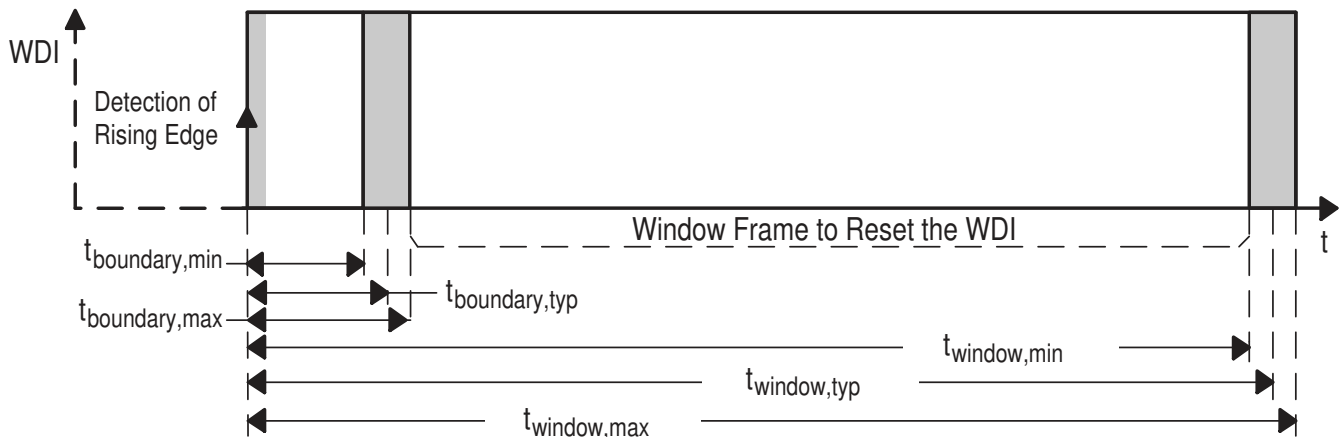 WDI
Detection of
Rising Edge
Window Frame to Reset the WDI
t
tboundary,min
tboundary,typ
tboundary,max
twindow,min
twindow,typ
twindow,max